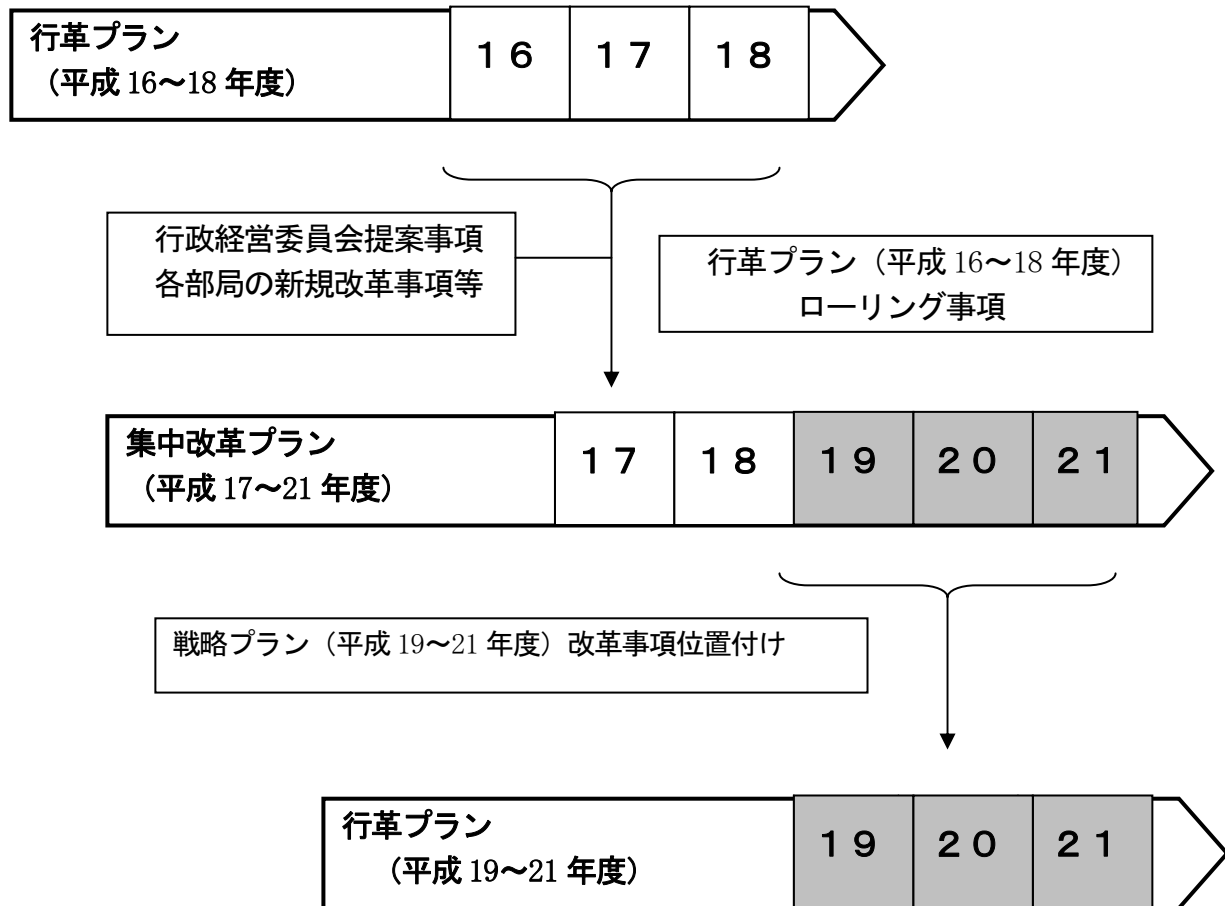 行革プラン
（平成 16～18 年度）
１６ １７ １８
行政経営委員会提案事項
各部局の新規改革事項等
行革プラン（平成 16～18 年度）
ローリング事項
集中改革プラン
（平成 17～21 年度）
１７ １８ １９ ２０ ２１
戦略プラン（平成 19～21 年度）改革事項位置付け
行革プラン
（平成 19～21 年度）
１９ ２０ ２１